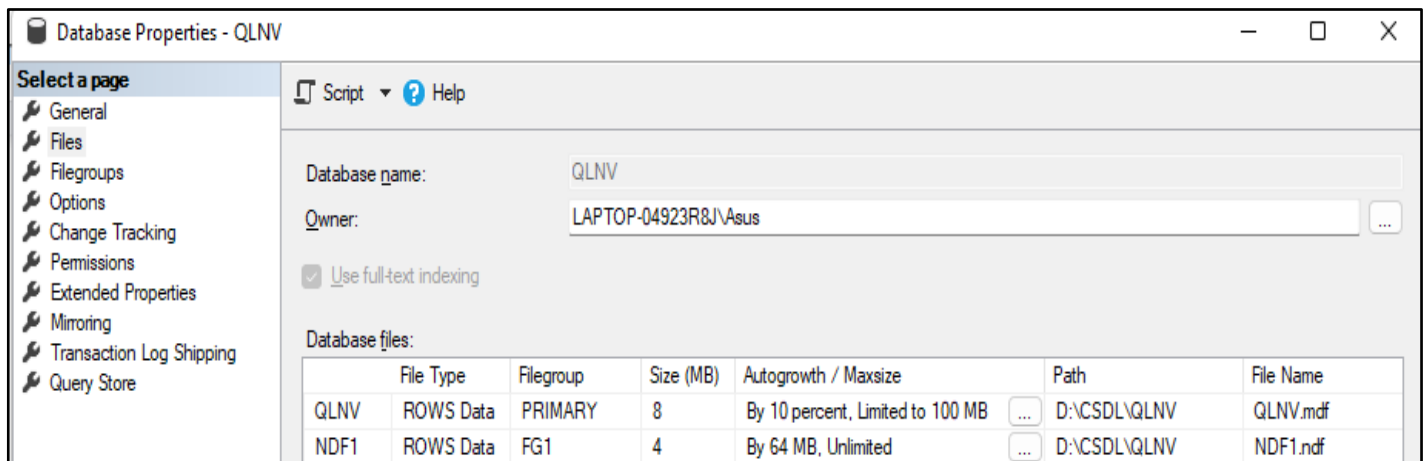 Database Properties - QLNV
Select a page
General
Files
Filegroups
Options
Change Tracking
Permissions
Extended Properties
Mirroring
Transaction Log Shipping
Query Store
Script Help
Database name: QLNV
Owner: LAPTOP-04923R8J\Asus ...
Use full-text indexing
Database files:
File Type Filegroup Size (MB) Autogrowth / Maxsize Path File Name
QLNV ROWS Data PRIMARY 8 By 10 percent, Limited to 100 MB ... D:\CSDL\QLNV QLNV.mdf
NDF1 ROWS Data FG1 4 By 64 MB, Unlimited ... D:\CSDL\QLNV NDF1.ndf